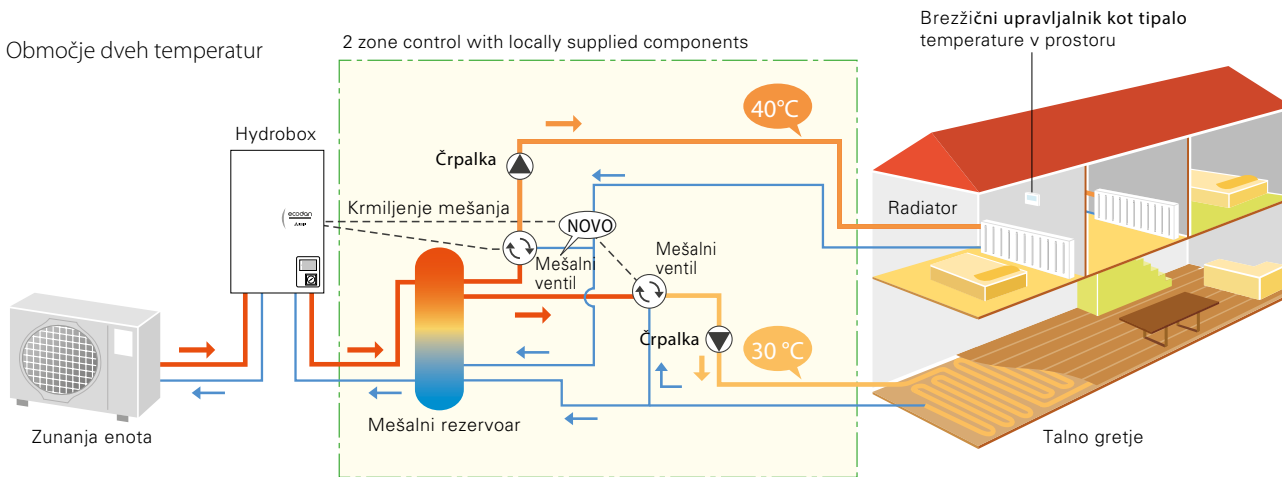 Območje dveh temperatur
2 zone control with locally supplied components
Brezžični upravljalnik kot tipalo
temperature v prostoru
Hydrobox
40°C
Črpalka
ecodan
Krmiljenje mešanja
NOVO
Radiator
Mešalni
ventil
Mešalni
ventil
Črpalka
30 °C
Mešalni rezervoar
Zunanja enota
Talno gretje